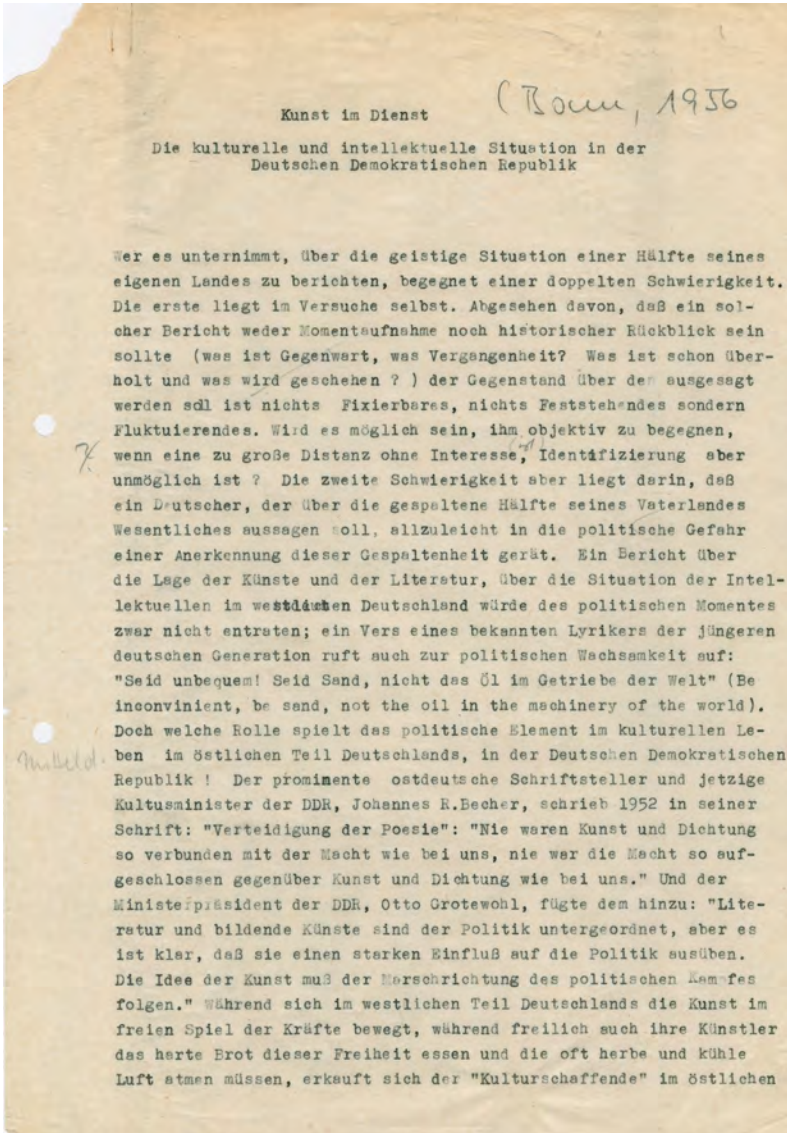 (Bonn, 1956
Kunst im Dienst
Die kulturelle und intellektuelle Situation in der
Deutschen Demokratischen Republik
Wer es unternimmt, über die geistige Situation einer Hälfte seines
eigenen Landes zu berichten, begegnet einer doppelten Schwierigkeit.
Die erste liegt im Versuche selbst. Abgesehen davon, daß ein sol-
cher Bericht weder Momentaufnahme noch historischer Rückblick sein
sollte (was ist Gegenwart, was Vergangenheit? Was ist schon über-
holt und was wird geschehen ? ) der Gegenstand über den ausgesagt
werden soll ist nichts Fixierbares, nichts Feststehendes sondern
Fluktuierendes. Wird es möglich sein, ihm objektiv zu begegnen,
wenn eine zu große Distanz ohne Interesse, Identifizierung aber
unmöglich ist ? Die zweite Schwierigkeit aber liegt darin, daß
ein Deutscher, der über die gespaltene Hälfte seines Vaterlandes
Wesentliches aussagen soll, allzuleicht in die politische Gefahr
einer Anerkennung dieser Gespaltenheit gerät. Ein Bericht über
die Lage der Künste und der Literatur, über die Situation der Intel-
lektuellen im westlichen Deutschland würde des politischen Momentes
zwar nicht entraten; ein Vers eines bekannten Lyrikers der jüngeren
deutschen Generation ruft auch zur politischen Wachsamkeit auf:
"Seid unbequem! Seid Sand, nicht das Öl im Getriebe der Welt" (Be
inconvinient, be sand, not the oil in the machinery of the world).
Doch welche Rolle spielt das politische Element im kulturellen Le-
ben im östlichen Teil Deutschlands, in der Deutschen Demokratischen
Republik ! Der prominente ostdeutsche Schriftsteller und jetzige
Kultusminister der DDR, Johannes R.Becher, schrieb 1952 in seiner
Schrift: "Verteidigung der Poesie": "Nie waren Kunst und Dichtung
so verbunden mit der Macht wie bei uns, nie war die Macht so auf-
geschlossen gegenüber Kunst und Dichtung wie bei uns." Und der
Ministerpräsident der DDR, Otto Grotewohl, fügte dem hinzu: "Lite-
ratur und bildende Künste sind der Politik untergeordnet, aber es
ist klar, daß sie einen starken Einfluß auf die Politik ausüben.
Die Idee der Kunst muß der Marschrichtung des politischen Kampfes
folgen." Während sich im westlichen Teil Deutschlands die Kunst im
freien Spiel der Kräfte bewegt, während freilich auch ihre Künstler
das harte Brot dieser Freiheit essen und die oft herbe und kühle
Luft atmen müssen, erkauft sich der "Kulturschaffende" im östlichen